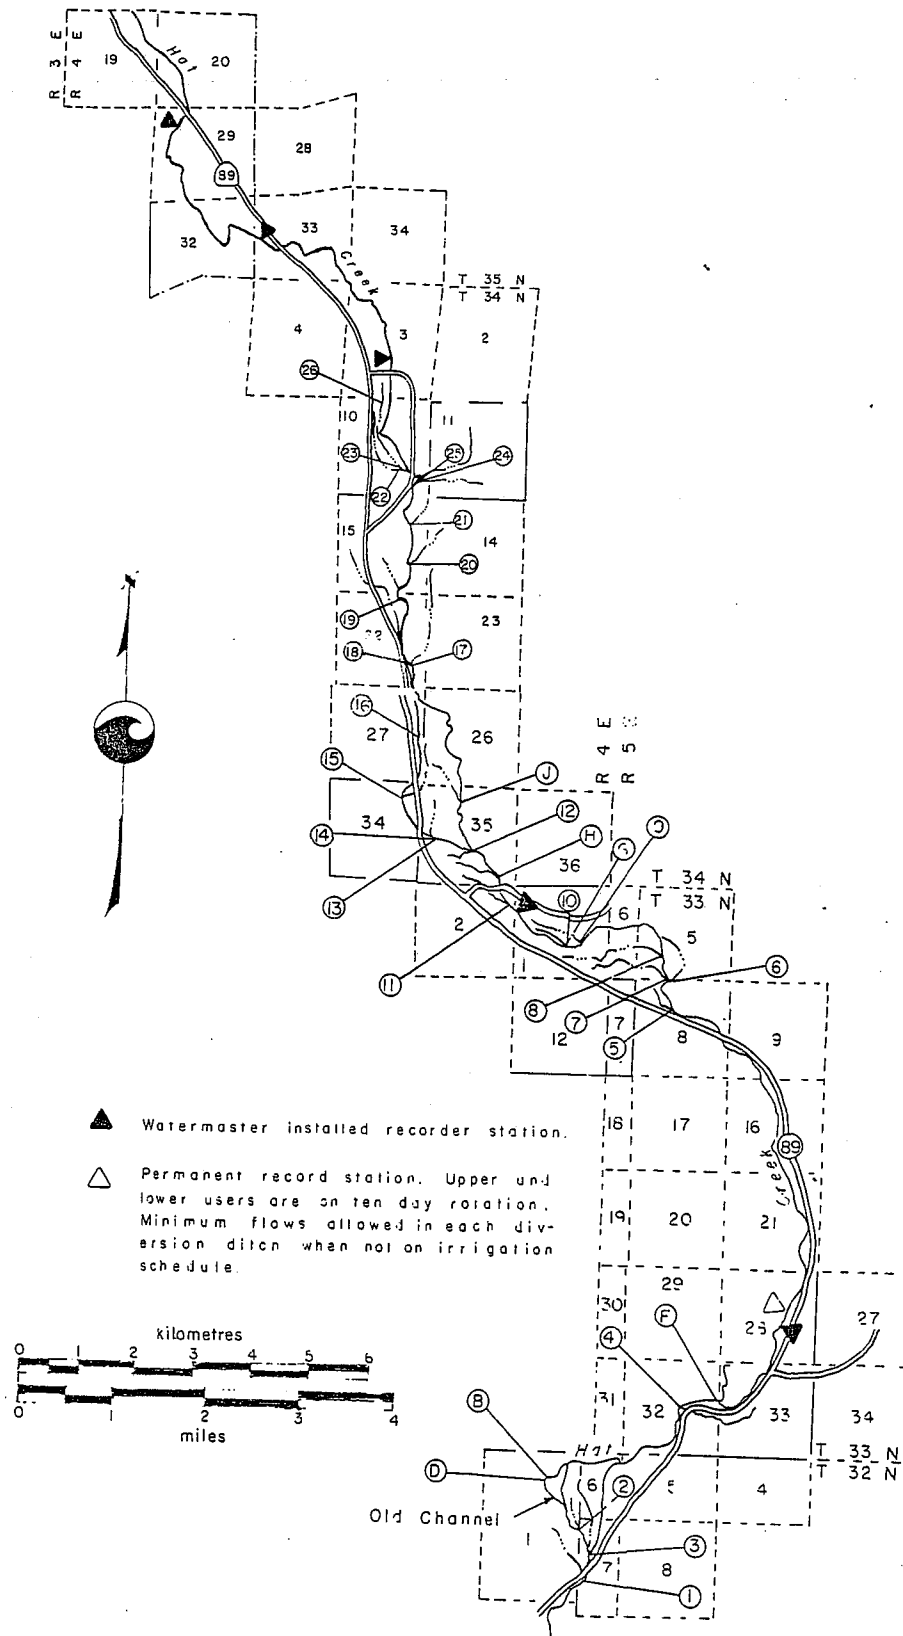 R 3 E
R 4 E
19
Hat
20
29
28
89
32
33
34
Creek
T 35 N
T 34 N
4
3
2
26
10
11
23
25
24
22
15
21
14
20
19
23
18
17
16
27
26
R 4 E
15
J
34
35
12
14
H
36
G
T 34 N
T 33 N
13
2
10
6
5
11
6
8
7
12
7
5
8
9
18
17
16
89
Creek
19
20
21
29
30
F
27
4
31
32
33
34
B
Hat
T 33 N
T 32 N
D
6
2
5
4
Old Channel
1
3
7
8
1
Watermaster installed recorder station.
Permanent record station. Upper and
lower users are on ten day rotation.
Minimum flows allowed in each div-
ersion ditch when not on irrigation
schedule.
kilometres
0 1 2 3 4 5 6
0 1 2 3 4
miles